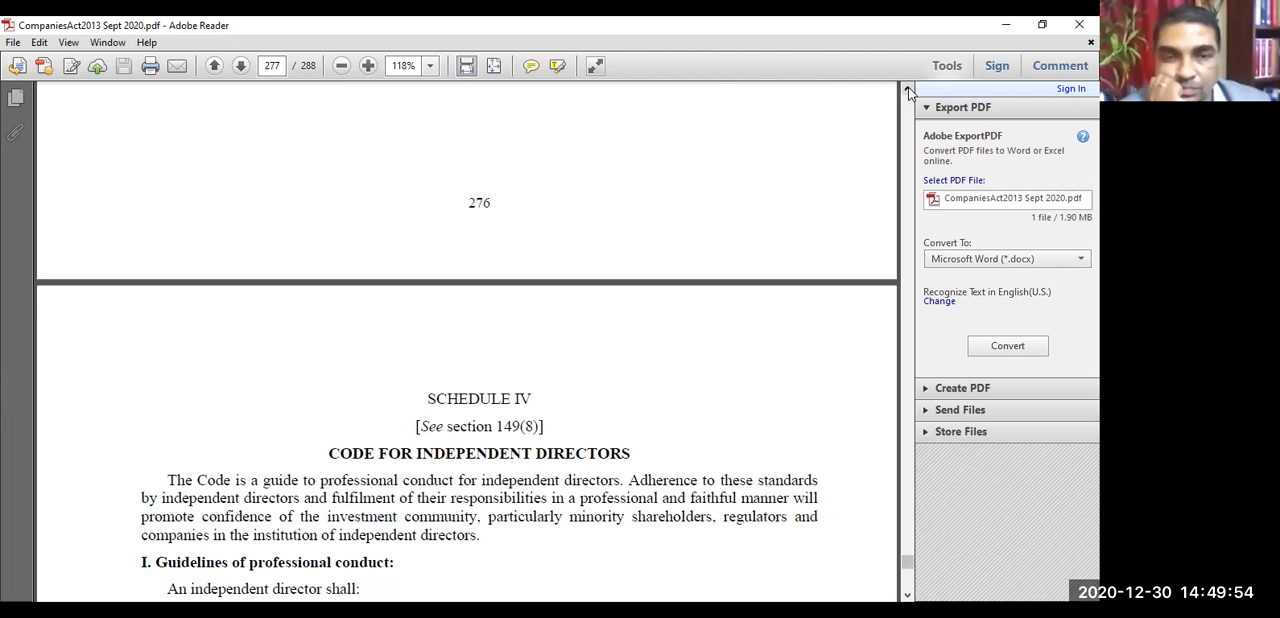 CompaniesAct2013 Sept 2020.pdf - Adobe Reader
File Edit View Window Help
277 / 288 118% Tools Sign Comment
Sign In
Export PDF
Adobe ExportPDF
Convert PDF files to Word or Excel
online.
Select PDF File:
CompaniesAct2013 Sept 2020.pdf
1 file / 1.90 MB
Convert To:
Microsoft Word (*.docx)
Recognize Text in English(U.S.)
Change
Convert
Create PDF
Send Files
Store Files
276
SCHEDULE IV
[See section 149(8)]
CODE FOR INDEPENDENT DIRECTORS
The Code is a guide to professional conduct for independent directors. Adherence to these standards
by independent directors and fulfilment of their responsibilities in a professional and faithful manner will
promote confidence of the investment community, particularly minority shareholders, regulators and
companies in the institution of independent directors.
I. Guidelines of professional conduct:
An independent director shall:
2020-12-30 14:49:54